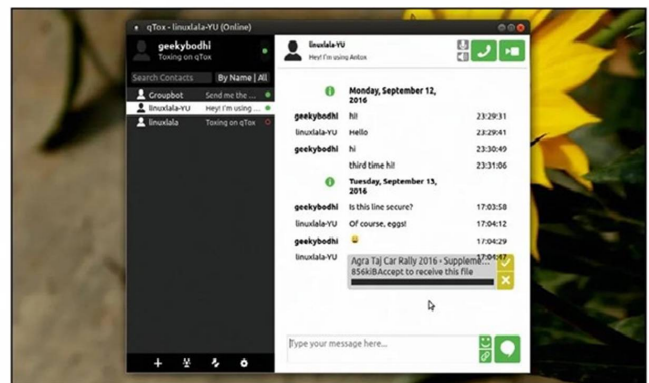 qTox - linuxlala-YU (Online)
geekybodhi
Toxing on qTox
Search Contacts By Name | All
Groupbot Send me the ...
linuxlala-YU Hey! I'm using ...
linuxlala Toxing on qTox
linuxlala-YU
Hey! I'm using Antox
Monday, September 12,
2016
geekybodhi hi! 23:29:31
linuxlala-YU Hello 23:29:41
geekybodhi hi 23:30:49
third time hi! 23:31:06
Tuesday, September 13,
2016
geekybodhi Is this line secure? 17:03:58
linuxlala-YU Of course, eggs! 17:04:12
geekybodhi 17:04:29
linuxlala-YU 17:04:47
Agra Taj Car Rally 2016 - Suppleme...
856kiBAccept to receive this file
Type your message here...